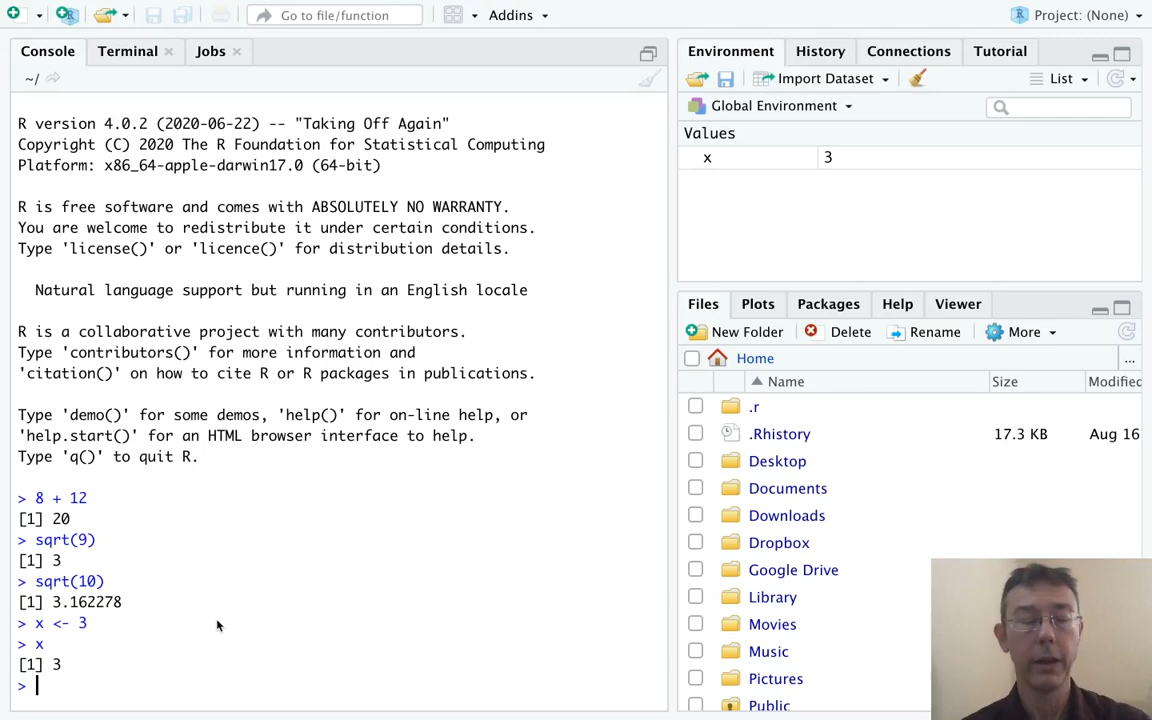 Go to file/function
Addins
Project: (None)
Console
Terminal
Jobs
~/
R version 4.0.2 (2020-06-22) -- "Taking Off Again"
Copyright (C) 2020 The R Foundation for Statistical Computing
Platform: x86_64-apple-darwin17.0 (64-bit)
R is free software and comes with ABSOLUTELY NO WARRANTY.
You are welcome to redistribute it under certain conditions.
Type 'license()' or 'licence()' for distribution details.
Natural language support but running in an English locale
R is a collaborative project with many contributors.
Type 'contributors()' for more information and
'citation()' on how to cite R or R packages in publications.
Type 'demo()' for some demos, 'help()' for on-line help, or
'help.start()' for an HTML browser interface to help.
Type 'q()' to quit R.
> 8 + 12
[1] 20
> sqrt(9)
[1] 3
> sqrt(10)
[1] 3.162278
> x <- 3
> x
[1] 3
>
Environment
History
Connections
Tutorial
Import Dataset
List
Global Environment
Values
x 3
Files
Plots
Packages
Help
Viewer
New Folder
Delete
Rename
More
Home
...
Name
Size
Modified
.r
.Rhistory 17.3 KB Aug 16
Desktop
Documents
Downloads
Dropbox
Google Drive
Library
Movies
Music
Pictures
Public